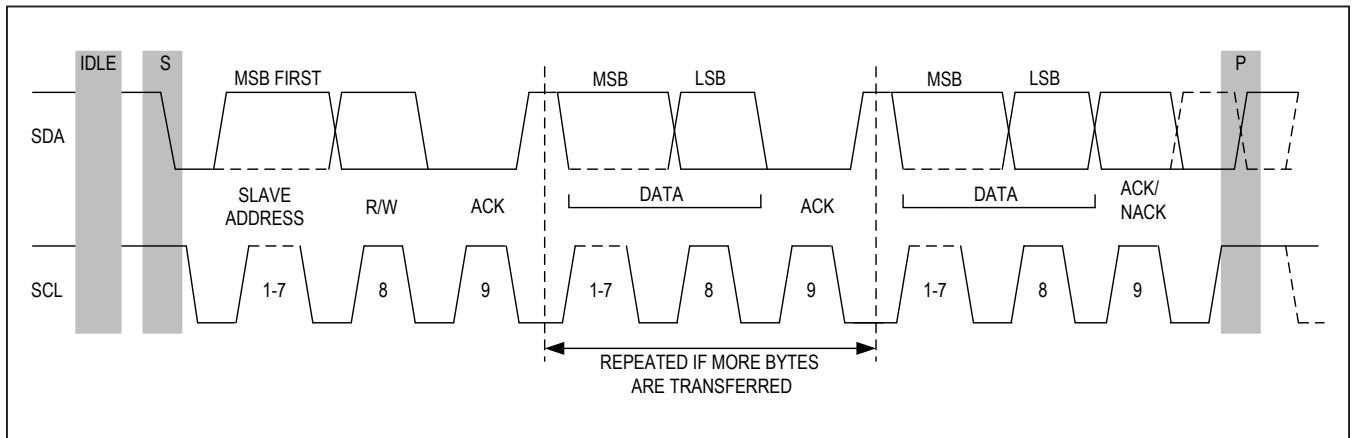 IDLE
S
P
MSB FIRST
MSB
LSB
MSB
LSB
SDA
SLAVE
ADDRESS
R/W
ACK
DATA
ACK
DATA
ACK/
NACK
SCL
1-7
8
9
1-7
8
9
1-7
8
9
REPEATED IF MORE BYTES
ARE TRANSFERRED